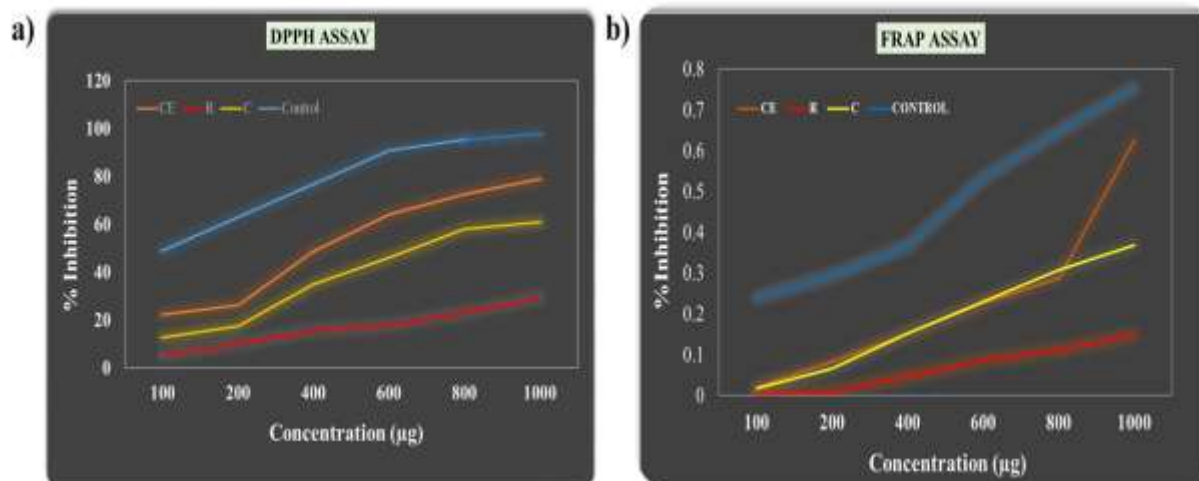 a)
DPPH ASSAY
120
100
80
60
40
20
0
CE R C Control
% Inhibition
100 200 400 600 800 1000
Concentration (µg)
b)
FRAP ASSAY
0.8
0.7
0.6
0.5
0.4
0.3
0.2
0.1
0
CE R C CONTROL
% Inhibition
100 200 400 600 800 1000
Concentration (µg)